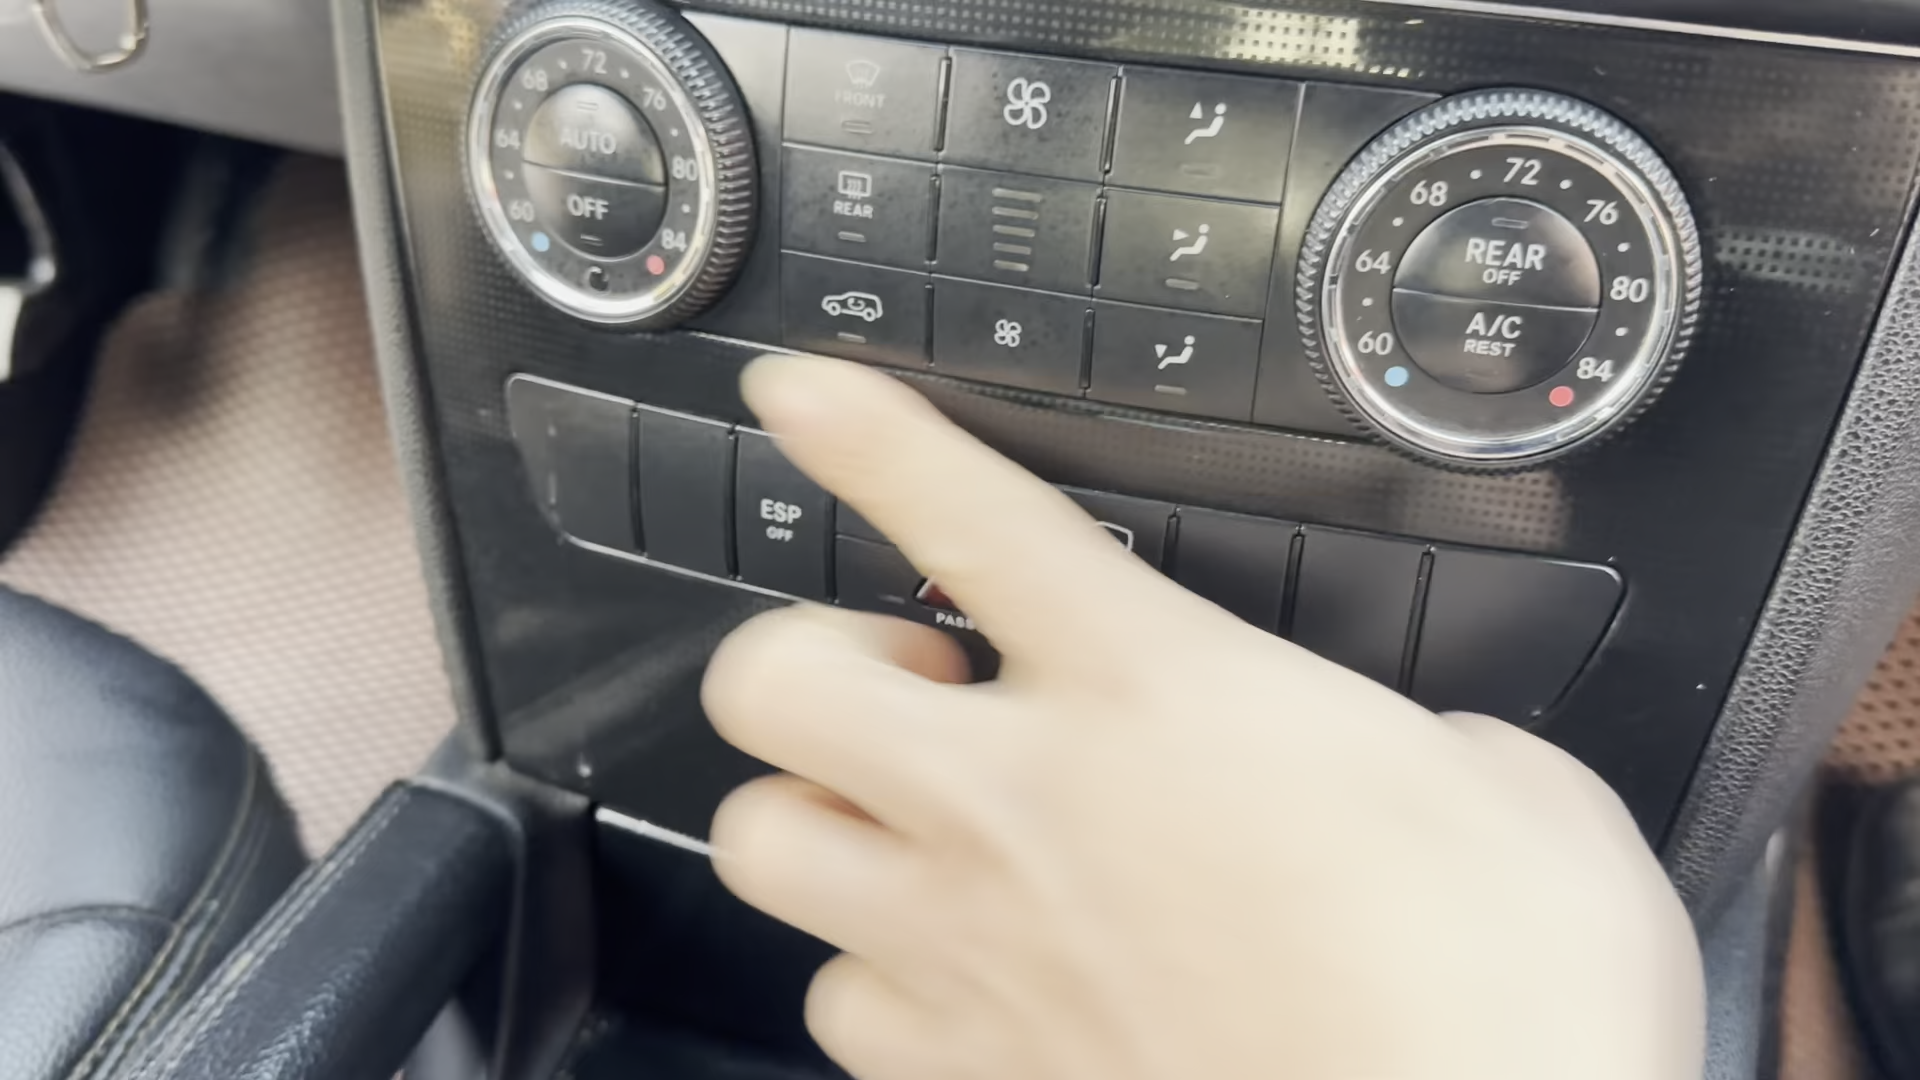 72
68
76
64
AUTO
80
60
OFF
84
FRONT
REAR
72
68
76
64
REAR
OFF
80
60
A/C
REST
84
ESP
OFF
PASS